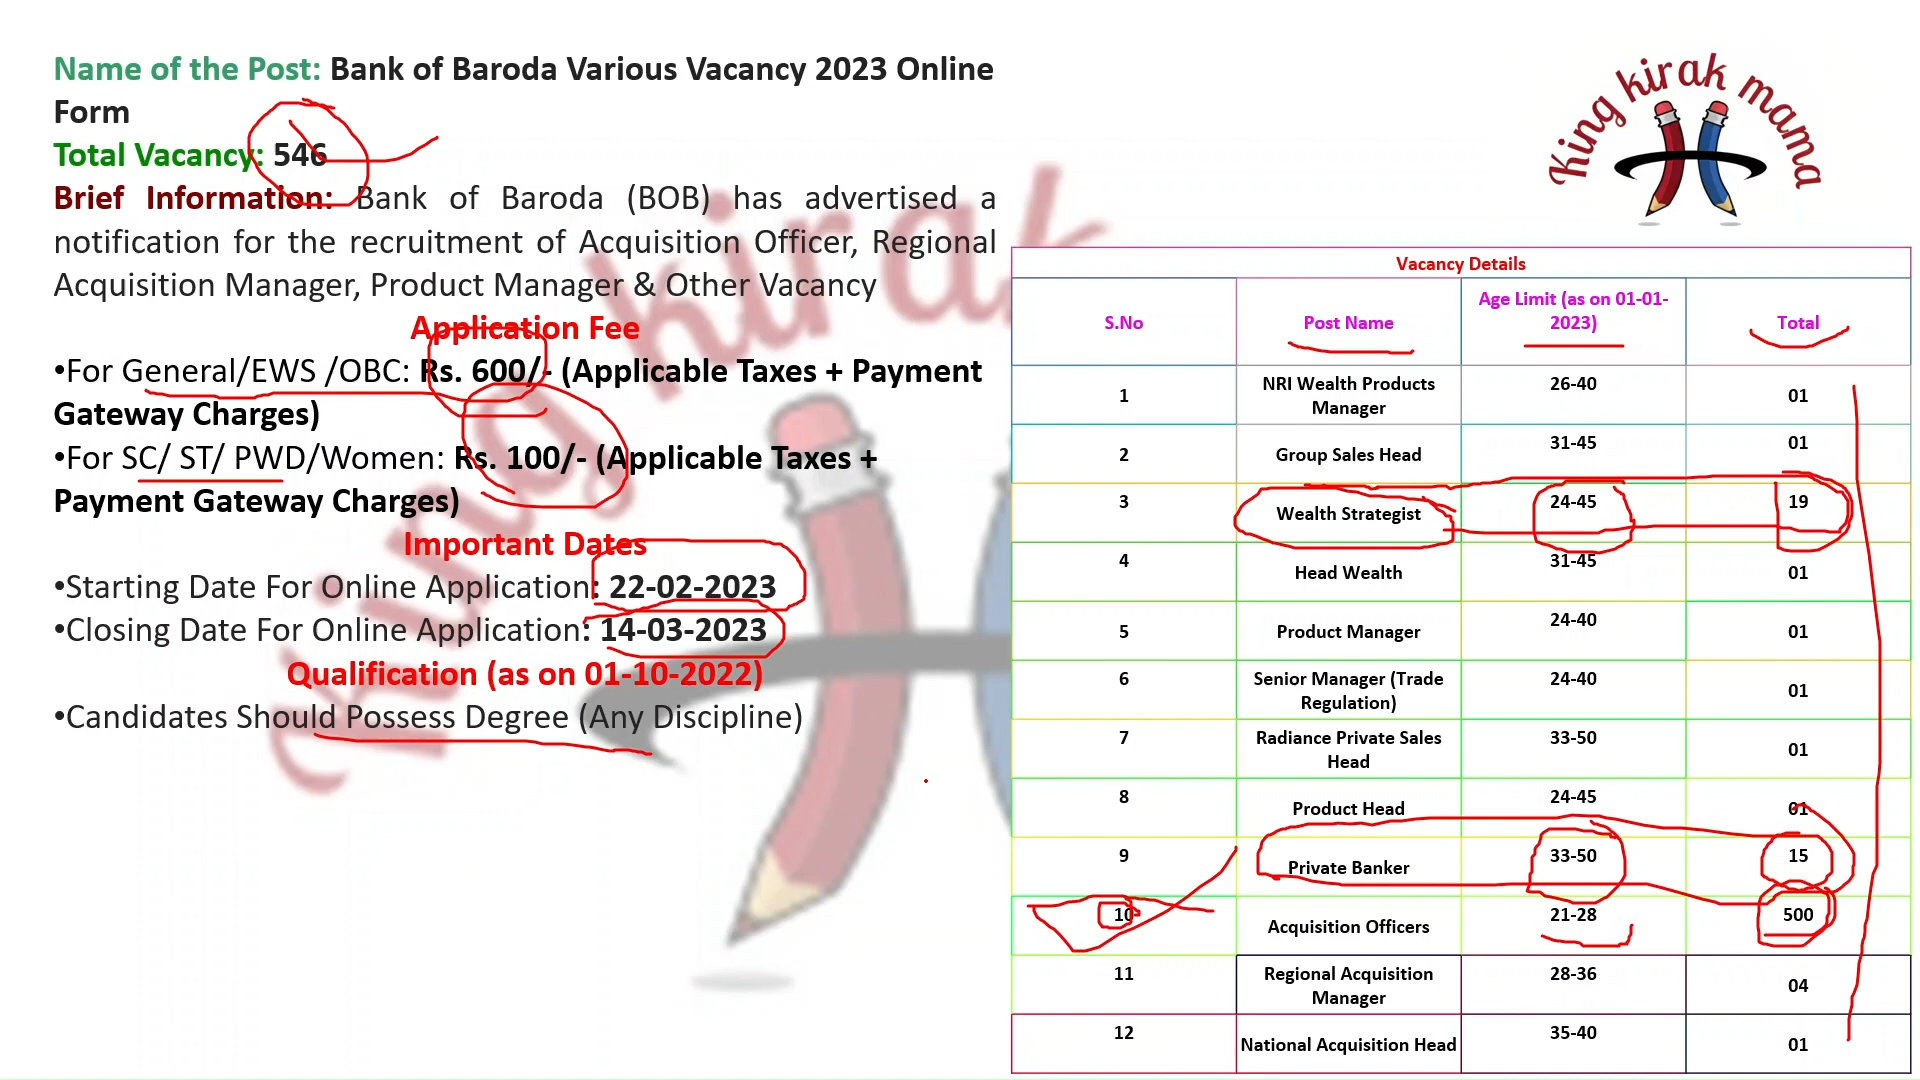 Name of the Post: Bank of Baroda Various Vacancy 2023 Online
Form
Total Vacancy: 546
Brief Information: Bank of Baroda (BOB) has advertised a
notification for the recruitment of Acquisition Officer, Regional
Acquisition Manager, Product Manager & Other Vacancy
Application Fee
•For General/EWS /OBC: Rs. 600/- (Applicable Taxes + Payment
Gateway Charges)
•For SC/ ST/ PWD/Women: Rs. 100/- (Applicable Taxes +
Payment Gateway Charges)
Important Dates
•Starting Date For Online Application: 22-02-2023
•Closing Date For Online Application: 14-03-2023
Qualification (as on 01-10-2022)
•Candidates Should Possess Degree (Any Discipline)
King kirak
King kirak mama
Vacancy Details
S.No Post Name Age Limit (as on 01-01-
2023) Total
1 NRI Wealth Products
Manager 26-40 01
2 Group Sales Head 31-45 01
3 Wealth Strategist 24-45 19
4 Head Wealth 31-45 01
5 Product Manager 24-40 01
6 Senior Manager (Trade
Regulation) 24-40 01
7 Radiance Private Sales
Head 33-50 01
8 Product Head 24-45 01
9 Private Banker 33-50 15
10 Acquisition Officers 21-28 500
11 Regional Acquisition
Manager 28-36 04
12 National Acquisition Head 35-40 01